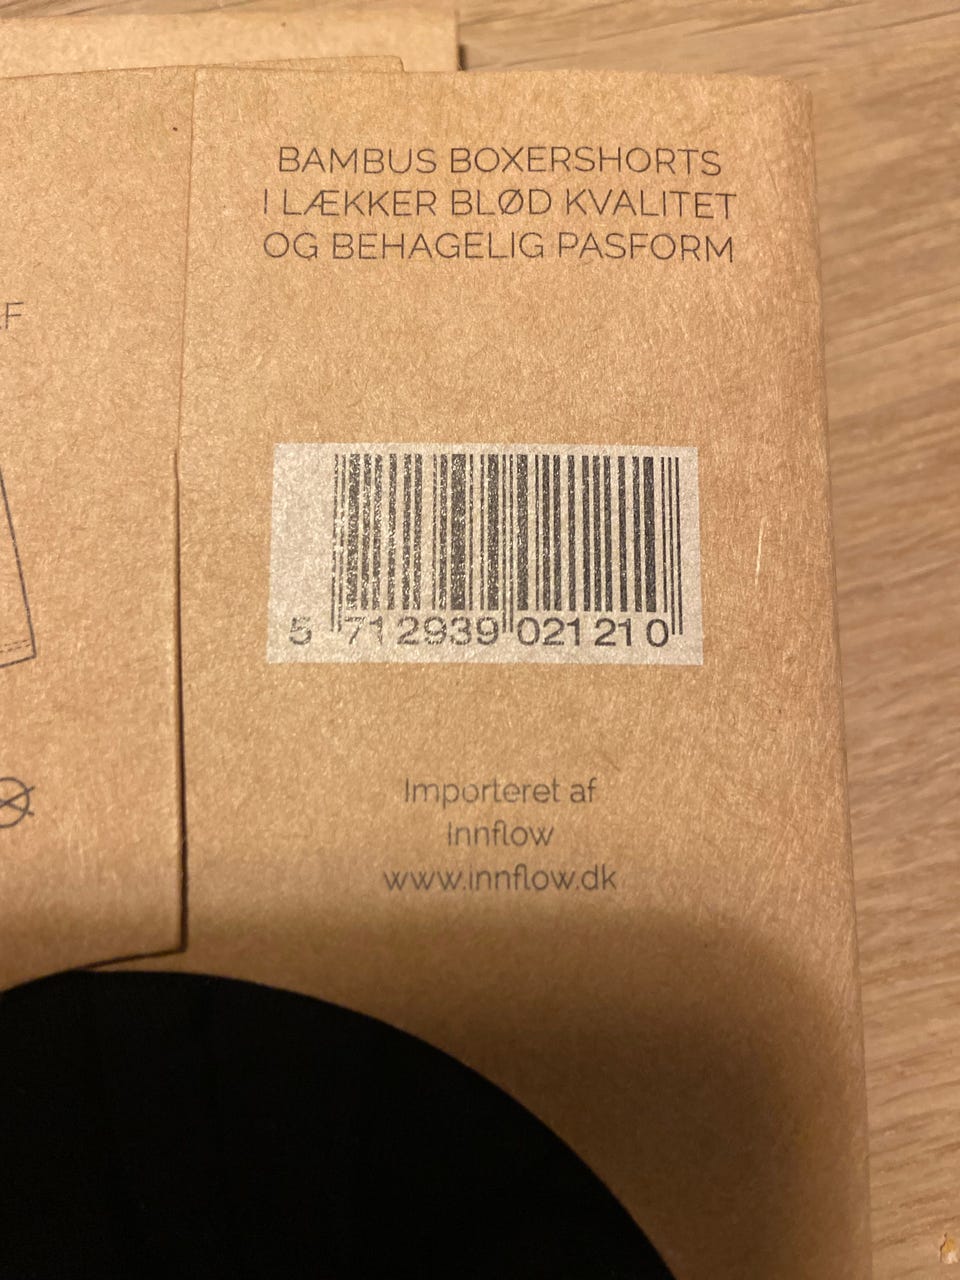 BAMBUS BOXERSHORTS
I LÆKKER BLØD KVALITET
OG BEHAGELIG PASFORM
5 712939 021210
Importeret af
Innflow
www.innflow.dk